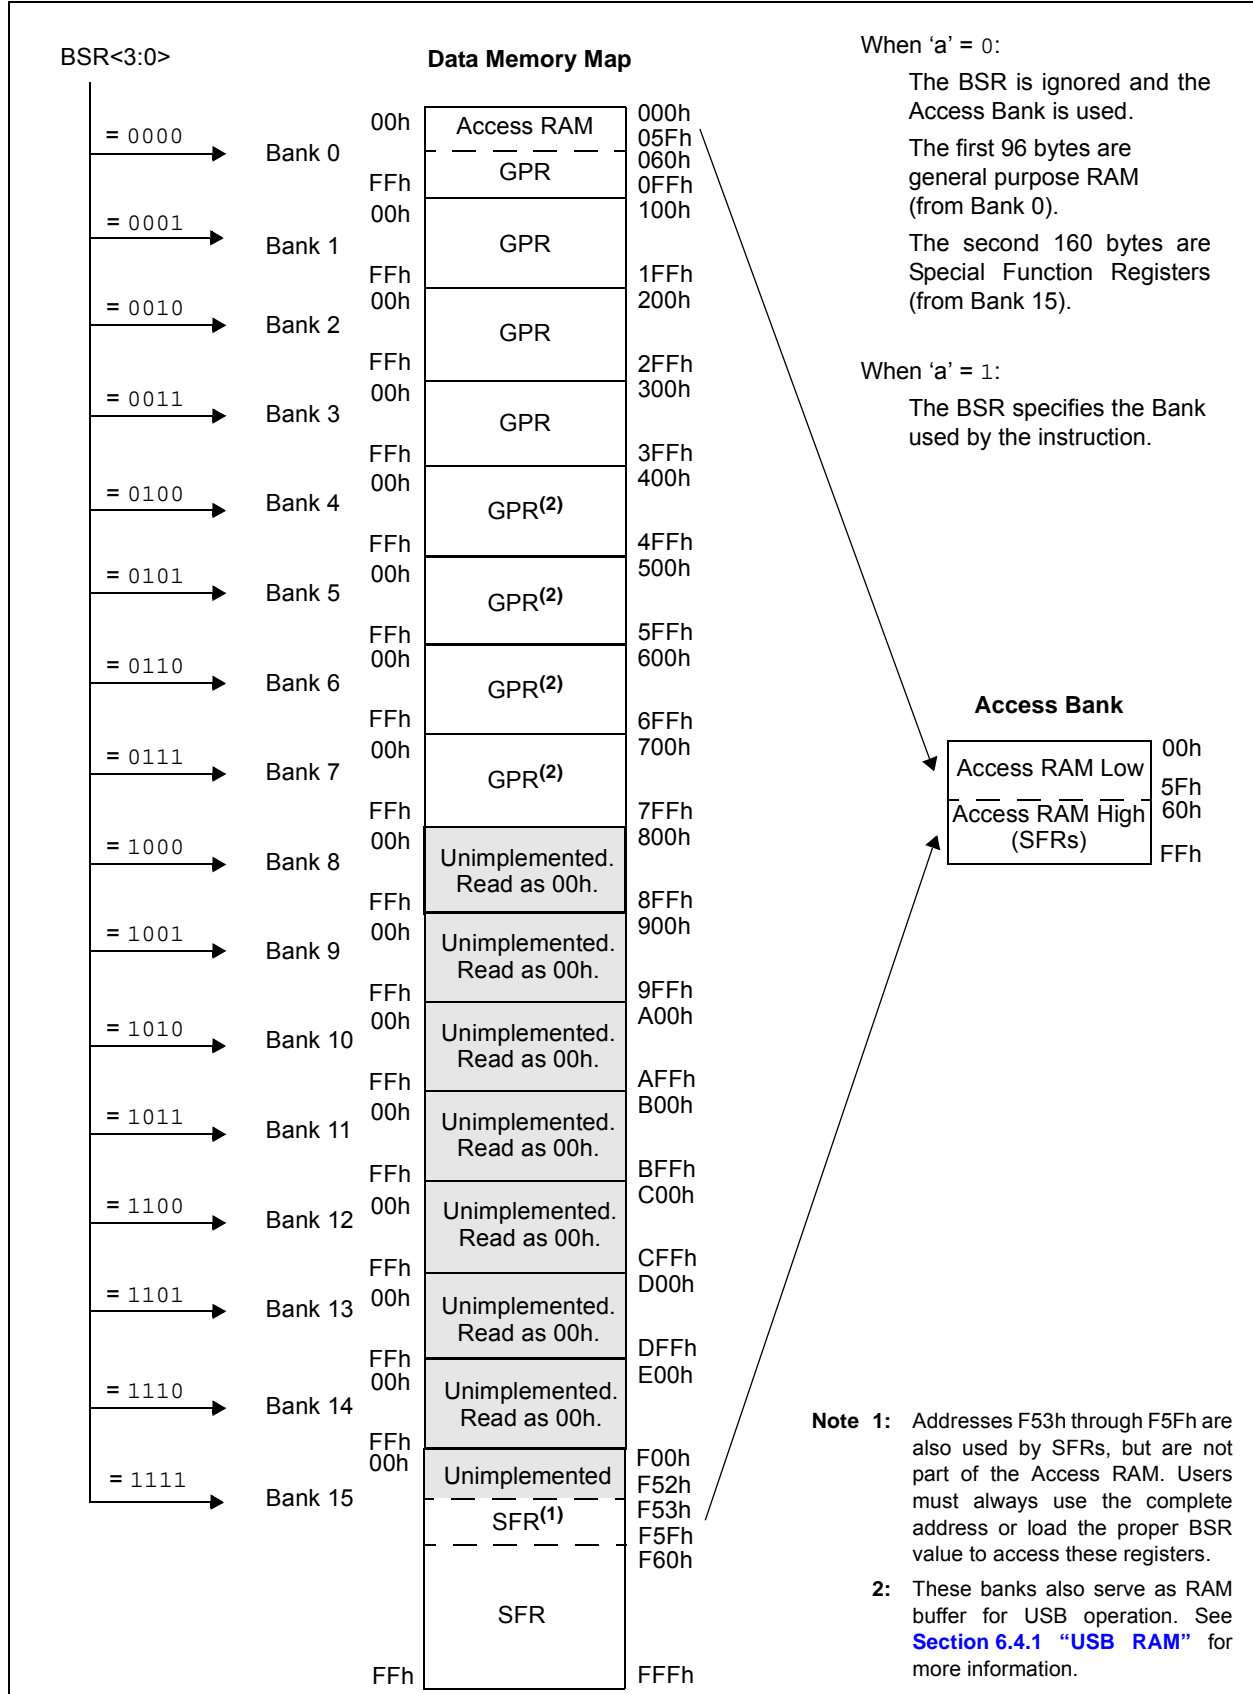 BSR<3:0>
Data Memory Map
When ‘a’ = 0:
The BSR is ignored and the
Access Bank is used.
The first 96 bytes are
general purpose RAM
(from Bank 0).
The second 160 bytes are
Special Function Registers
(from Bank 15).
When ‘a’ = 1:
The BSR specifies the Bank
used by the instruction.
= 0000
Bank 0
00h
Access RAM
000h
05Fh
060h
GPR
FFh
0FFh
= 0001
Bank 1
00h
GPR
100h
FFh
1FFh
= 0010
Bank 2
00h
GPR
200h
FFh
2FFh
= 0011
Bank 3
00h
GPR
300h
FFh
3FFh
= 0100
Bank 4
00h
GPR(2)
400h
FFh
4FFh
= 0101
Bank 5
00h
GPR(2)
500h
FFh
5FFh
= 0110
Bank 6
00h
GPR(2)
600h
FFh
6FFh
= 0111
Bank 7
00h
GPR(2)
700h
FFh
7FFh
= 1000
Bank 8
00h
Unimplemented.
Read as 00h.
800h
FFh
8FFh
= 1001
Bank 9
00h
Unimplemented.
Read as 00h.
900h
FFh
9FFh
= 1010
Bank 10
00h
Unimplemented.
Read as 00h.
A00h
FFh
AFFh
= 1011
Bank 11
00h
Unimplemented.
Read as 00h.
B00h
FFh
BFFh
= 1100
Bank 12
00h
Unimplemented.
Read as 00h.
C00h
FFh
CFFh
= 1101
Bank 13
00h
Unimplemented.
Read as 00h.
D00h
FFh
DFFh
= 1110
Bank 14
00h
Unimplemented.
Read as 00h.
E00h
FFh
= 1111
Bank 15
00h
Unimplemented
F00h
F52h
SFR(1)
F53h
F5Fh
F60h
SFR
FFh
FFFh
Access Bank
Access RAM Low
00h
5Fh
Access RAM High
(SFRs)
60h
FFh
Note 1: Addresses F53h through F5Fh are
also used by SFRs, but are not
part of the Access RAM. Users
must always use the complete
address or load the proper BSR
value to access these registers.
2: These banks also serve as RAM
buffer for USB operation. See
Section 6.4.1 “USB RAM” for
more information.